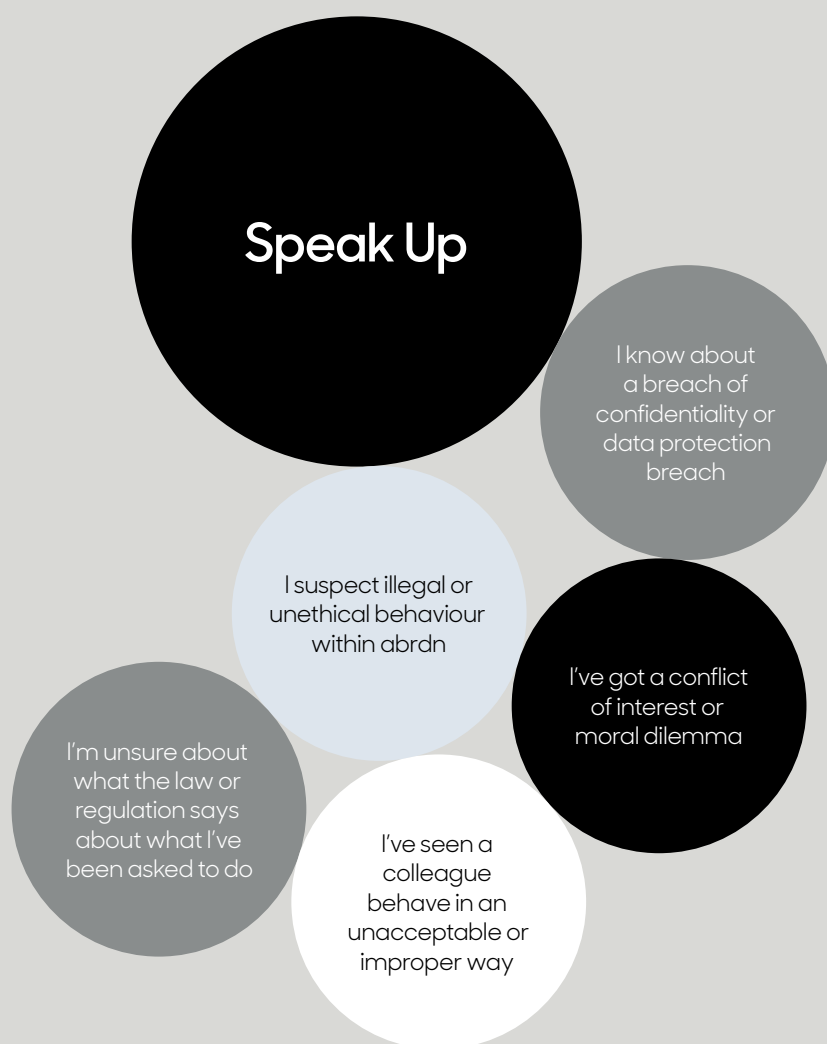 Speak Up
I know about
a breach of
confidentiality or
data protection
breach
I suspect illegal or
unethical behaviour
within abrdn
I've got a conflict
of interest or
moral dilemma
I'm unsure about
what the law or
regulation says
about what I've
been asked to do
I've seen a
colleague
behave in an
unacceptable or
improper way